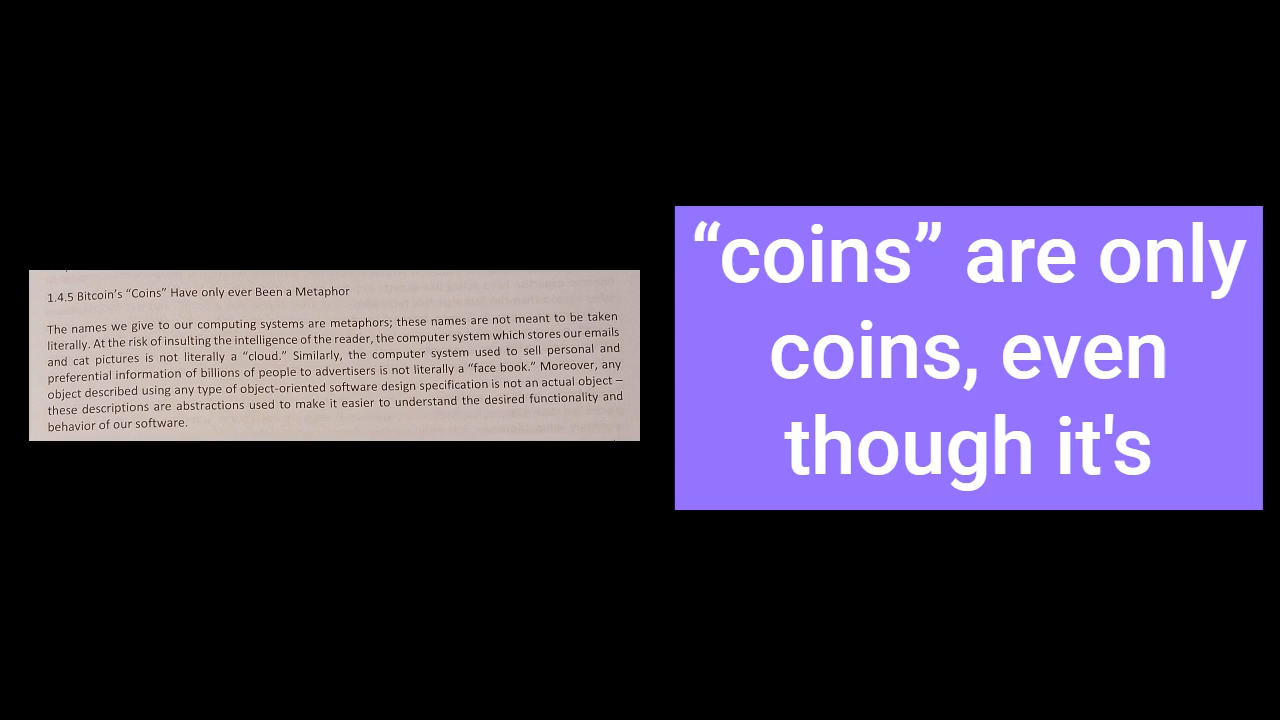 1.4.5 Bitcoin’s “Coins” Have only ever Been a Metaphor
The names we give to our computing systems are metaphors; these names are not meant to be taken
literally. At the risk of insulting the intelligence of the reader, the computer system which stores our emails
and cat pictures is not literally a “cloud.” Similarly, the computer system used to sell personal and
preferential information of billions of people to advertisers is not literally a “face book.” Moreover, any
object described using any type of object-oriented software design specification is not an actual object –
these descriptions are abstractions used to make it easier to understand the desired functionality and
behavior of our software.
“coins” are only
coins, even
though it's